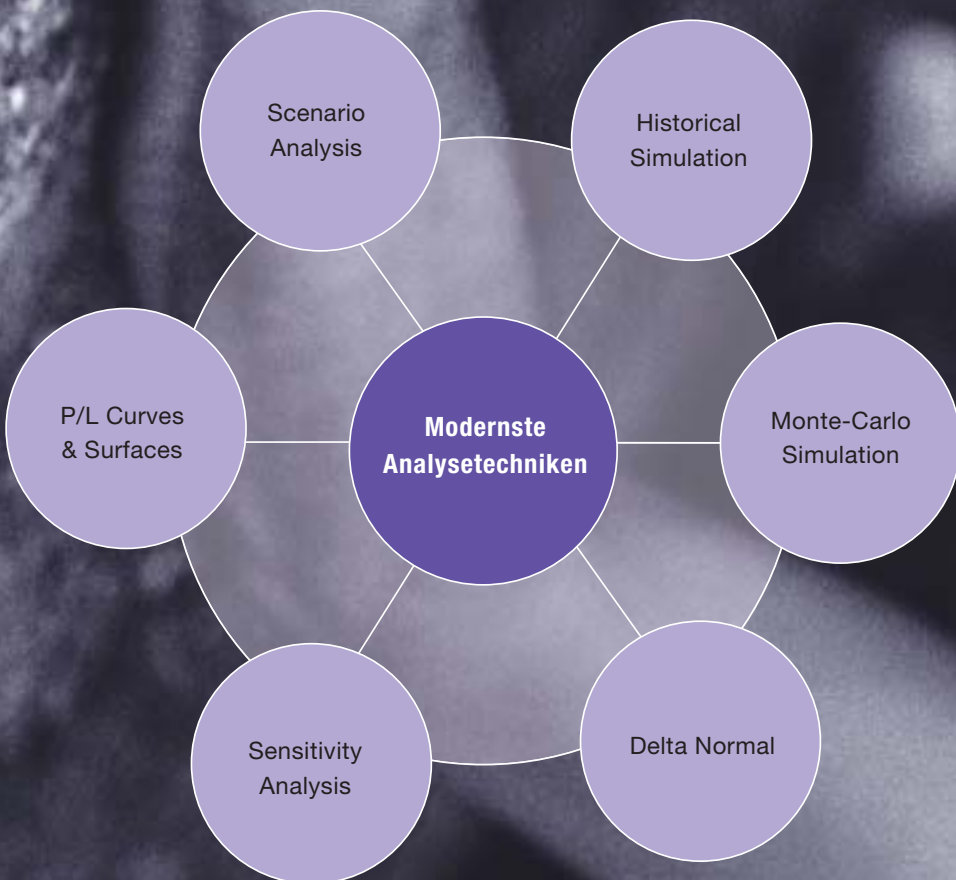 Scenario
Analysis
Historical
Simulation
P/L Curves
& Surfaces
Modernste
Analysetechniken
Monte-Carlo
Simulation
Sensitivity
Analysis
Delta Normal